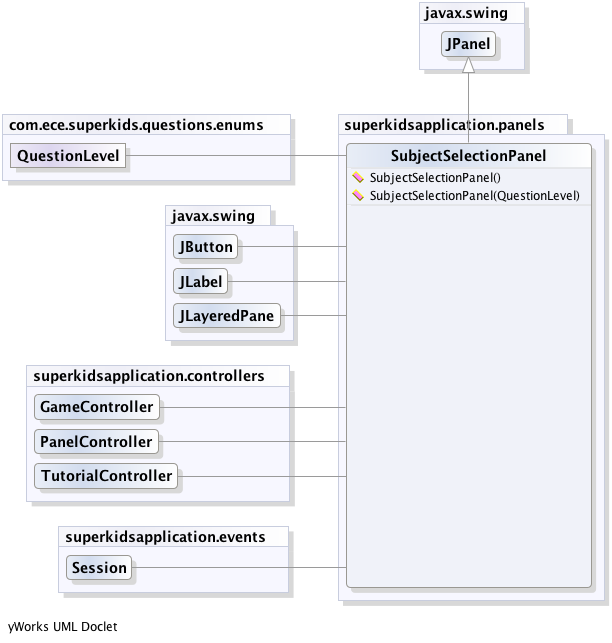 javax.swing
JPanel
com.ece.superkids.questions.enums
QuestionLevel
superkidsapplication.panels
SubjectSelectionPanel
SubjectSelectionPanel()
SubjectSelectionPanel(QuestionLevel)
javax.swing
JButton
JLabel
JLayeredPane
superkidsapplication.controllers
GameController
PanelController
TutorialController
superkidsapplication.events
Session
yWorks UML Doclet